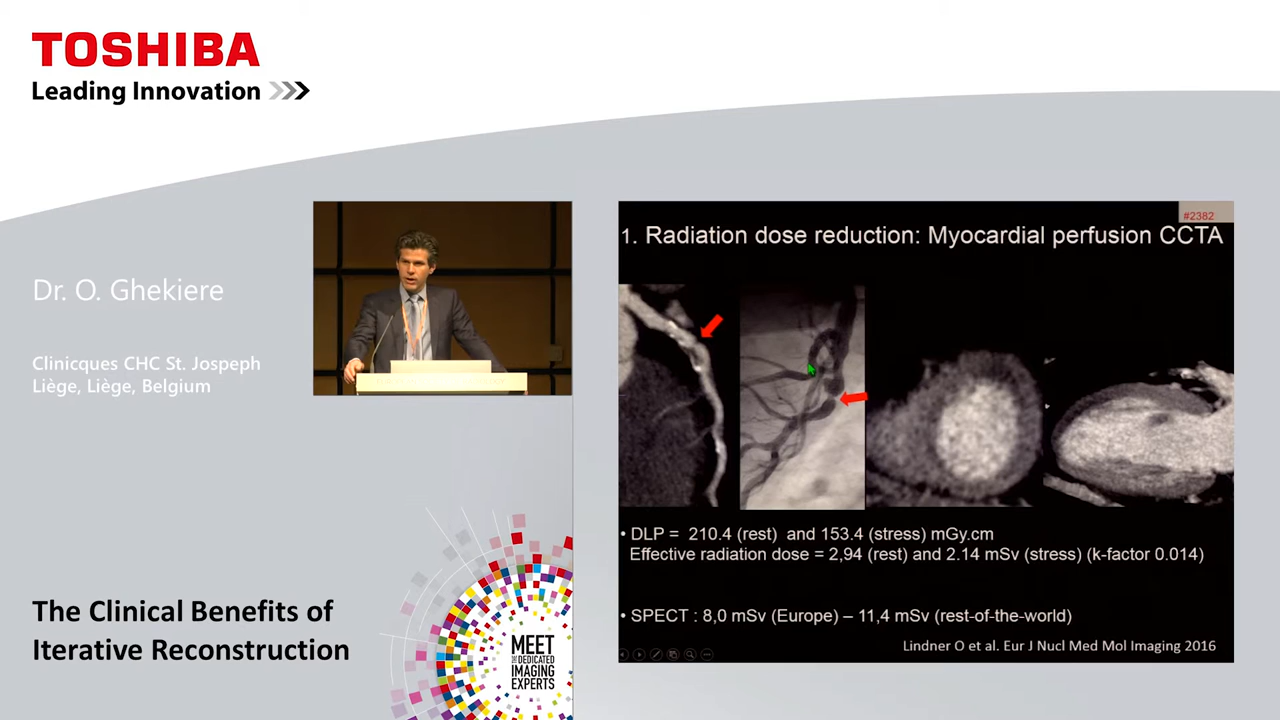 TOSHIBA
Leading Innovation
Dr. O. Ghekiere
Clinicques CHC St. Jospeph
Liège, Liège, Belgium
The Clinical Benefits of
Iterative Reconstruction
MEET
THE DEDICATED
IMAGING
EXPERTS
#2382
1. Radiation dose reduction: Myocardial perfusion CCTA
• DLP = 210.4 (rest) and 153.4 (stress) mGy.cm
Effective radiation dose = 2,94 (rest) and 2.14 mSv (stress) (k-factor 0.014)
• SPECT : 8,0 mSv (Europe) – 11,4 mSv (rest-of-the-world)
Lindner O et al. Eur J Nucl Med Mol Imaging 2016